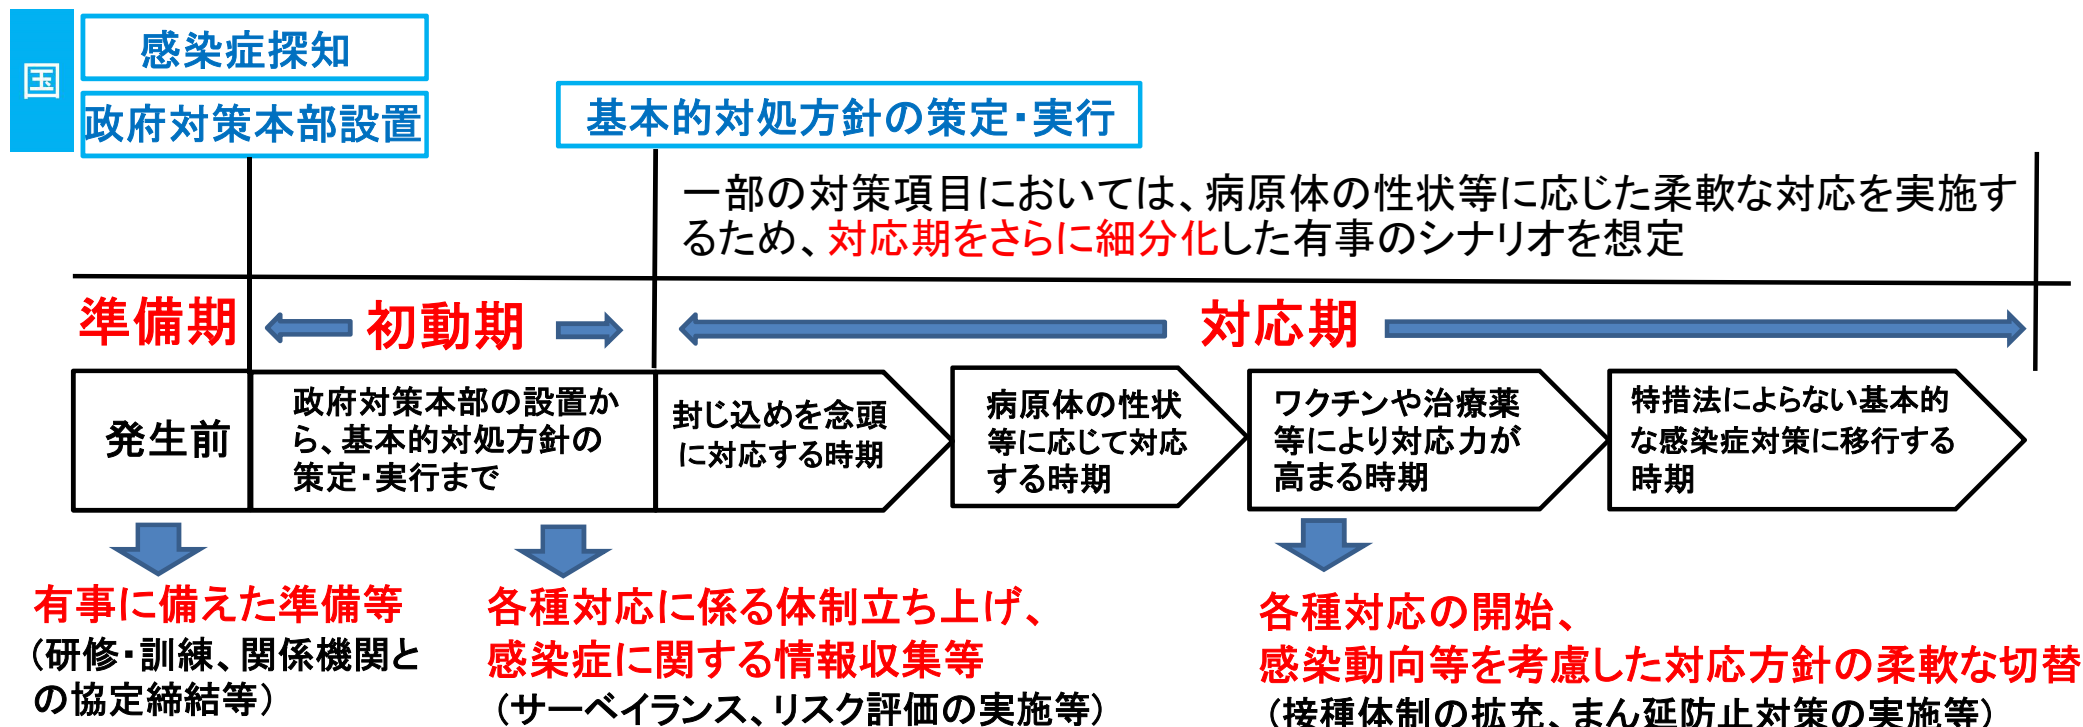 国
感染症探知
政府対策本部設置
基本的対処方針の策定・実行
一部の対策項目においては、病原体の性状等に応じた柔軟な対応を実施す
るため、対応期をさらに細分化した有事のシナリオを想定
準備期
初動期
対応期
発生前
政府対策本部の設置か
ら、基本的対処方針の
策定・実行まで
封じ込めを念頭
に対応する時期
病原体の性状
等に応じて対応
する時期
ワクチンや治療薬
等により対応力が
高まる時期
特措法によらない基本的
な感染症対策に移行する
時期
有事に備えた準備等
（研修・訓練、関係機関と
の協定締結等）
各種対応に係る体制立ち上げ、
感染症に関する情報収集等
（サーベイランス、リスク評価の実施等）
各種対応の開始、
感染動向等を考慮した対応方針の柔軟な切替
（接種体制の拡充、まん延防止対策の実施等）